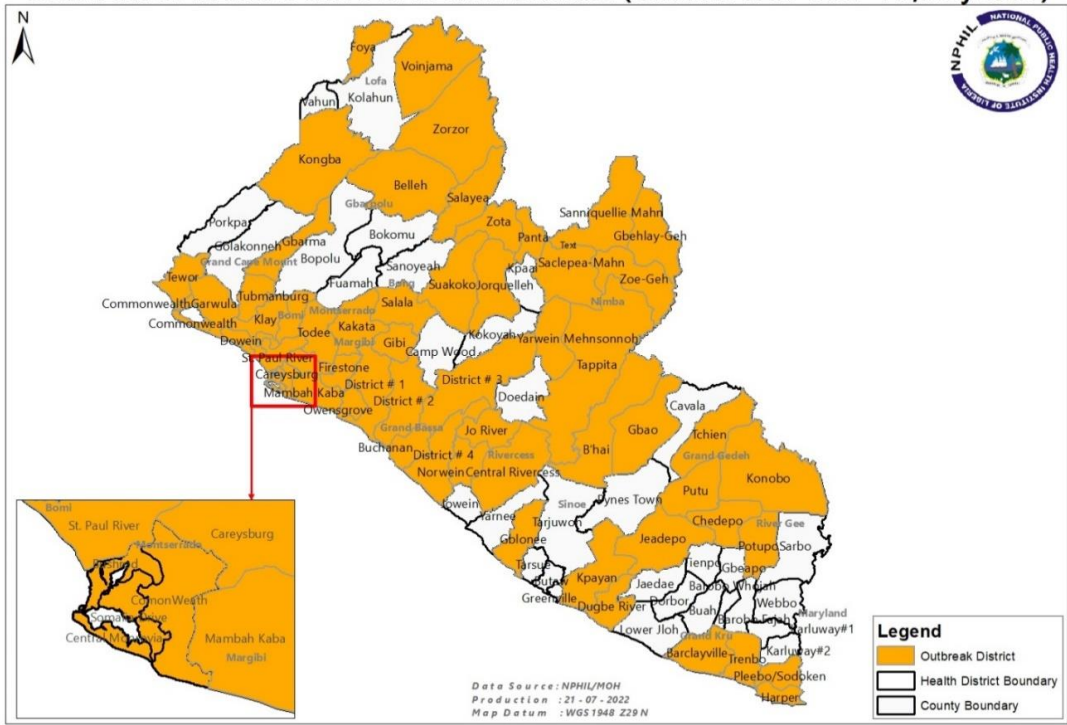 N
NPHIL
NATIONAL PUBLIC HEALTH INSTITUTE OF LIBERIA
Foya
Voinjama
Lofa
Kolahun
Vahun
Zorzor
Kongba
Belleh
Salayea
Gbarpolu
Sanniquellie Mahn
Porkpa
Zota
Gbehlay-Geh
Golakonneh
Gbarma
Bokomu
Panta
Text
Grand Cape Mount
Bopolu
Sanoyeah
Kpaai
Saclepea-Mahn
Tewor
Fuamah
Bong
Suakoko
Jorquelleh
Zoe-Geh
Commonwealth
Garwula
Tubmanburg
Salala
Nimba
Commonwealth
Klay
Bomi
Montserrado
Kakata
Todee
Margibi
Gibi
Kokoyah
Yarwein Mehnsonnoh
Dowein
Camp Wood
St. Paul River
Firestone
Tappita
Careysburg
District # 1
District # 3
Mambah Kaba
District # 2
Doedain
Owensgrove
Cavala
Grand Bassa
Jo River
Gbao
Tchien
Buchanan
District # 4
Rivercess
B'hai
Grand Gedeh
Norwein
Central Rivercess
Konobo
Jowein
Sinoe
Pynes Town
Putu
Yarnee
Tarjuwon
Chedepo
River Gee
Gblonee
Jeadepo
Potupo
Sarbo
Tarsue
Kpayan
Tienpo
Gbeapo
Butaw
Jaedae
Barobo Whojah
Greenville
Dugbe River
Dorbor
Buah
Webbo
Maryland
Lower Jloh
Barobo Fajah
Karluway#1
Grand Kru
Karluway#2
Barclayville
Trenbo
Pleebo/Sodoken
Harper
Bomi
St. Paul River
Careysburg
Montserrado
Mambah Kaba
Margibi
Legend
Outbreak District
Health District Boundary
County Boundary
Data Source : NPHIL/MOH
Production : 21 - 07 - 2022
Map Datum : WGS 1948 Z29 N